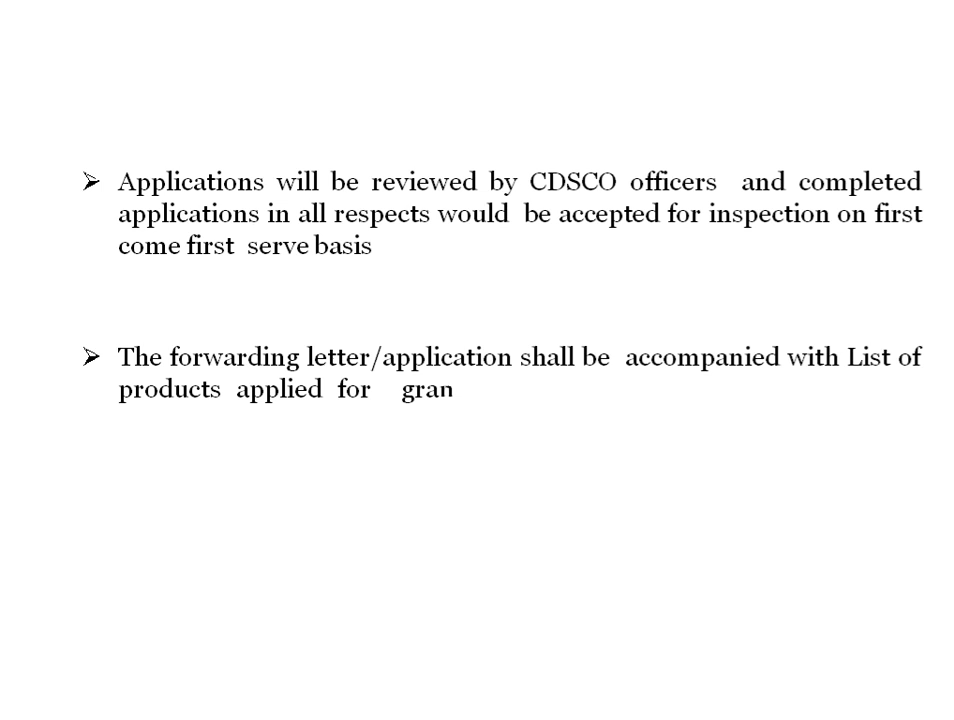 ➢ Applications will be reviewed by CDSCO officers and completed
applications in all respects would be accepted for inspection on first
come first serve basis
➢ The forwarding letter/application shall be accompanied with List of
products applied for gran